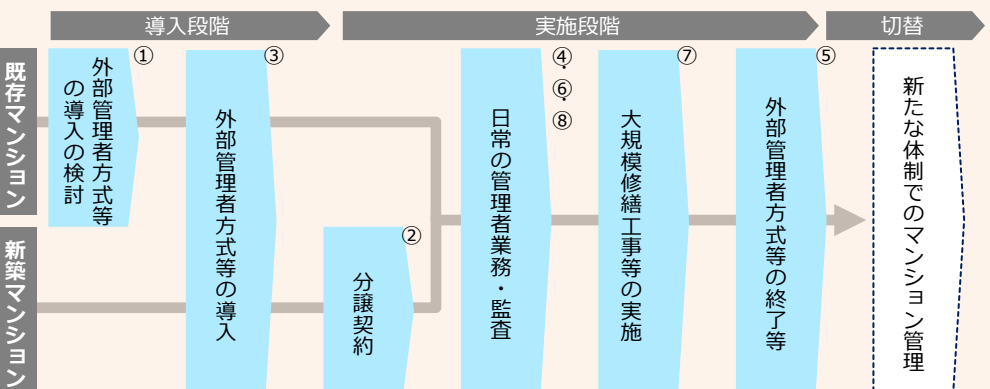 導入段階
実施段階
切替
既存マンション
新築マンション
外部管理者方式等
の導入の検討
①
外部管理者方式等の導入
③
分譲契約
②
日常の管理者業務・監査
④・⑥・⑧
大規模修繕工事等の実施
⑦
外部管理者方式等の終了等
⑤
新たな体制でのマンション管理